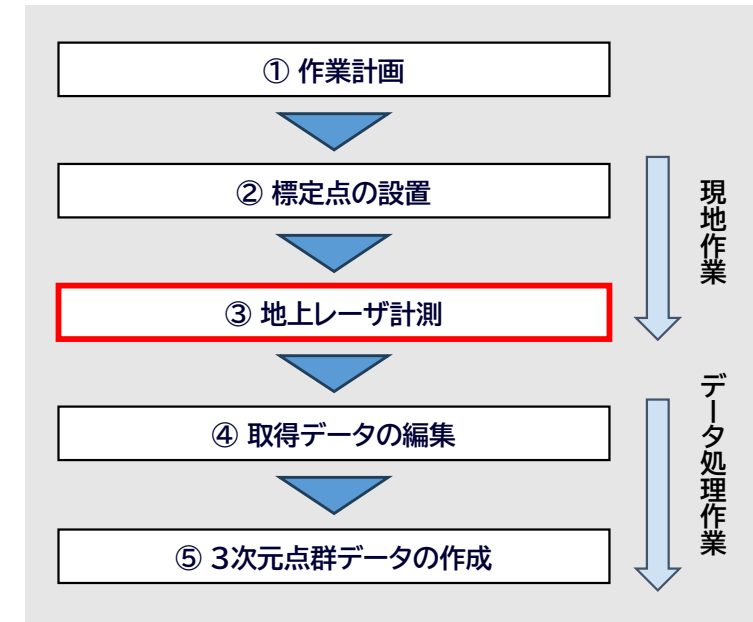 ① 作業計画
② 標定点の設置
③ 地上レーザ計測
現地作業
④ 取得データの編集
⑤ 3次元点群データの作成
データ処理作業